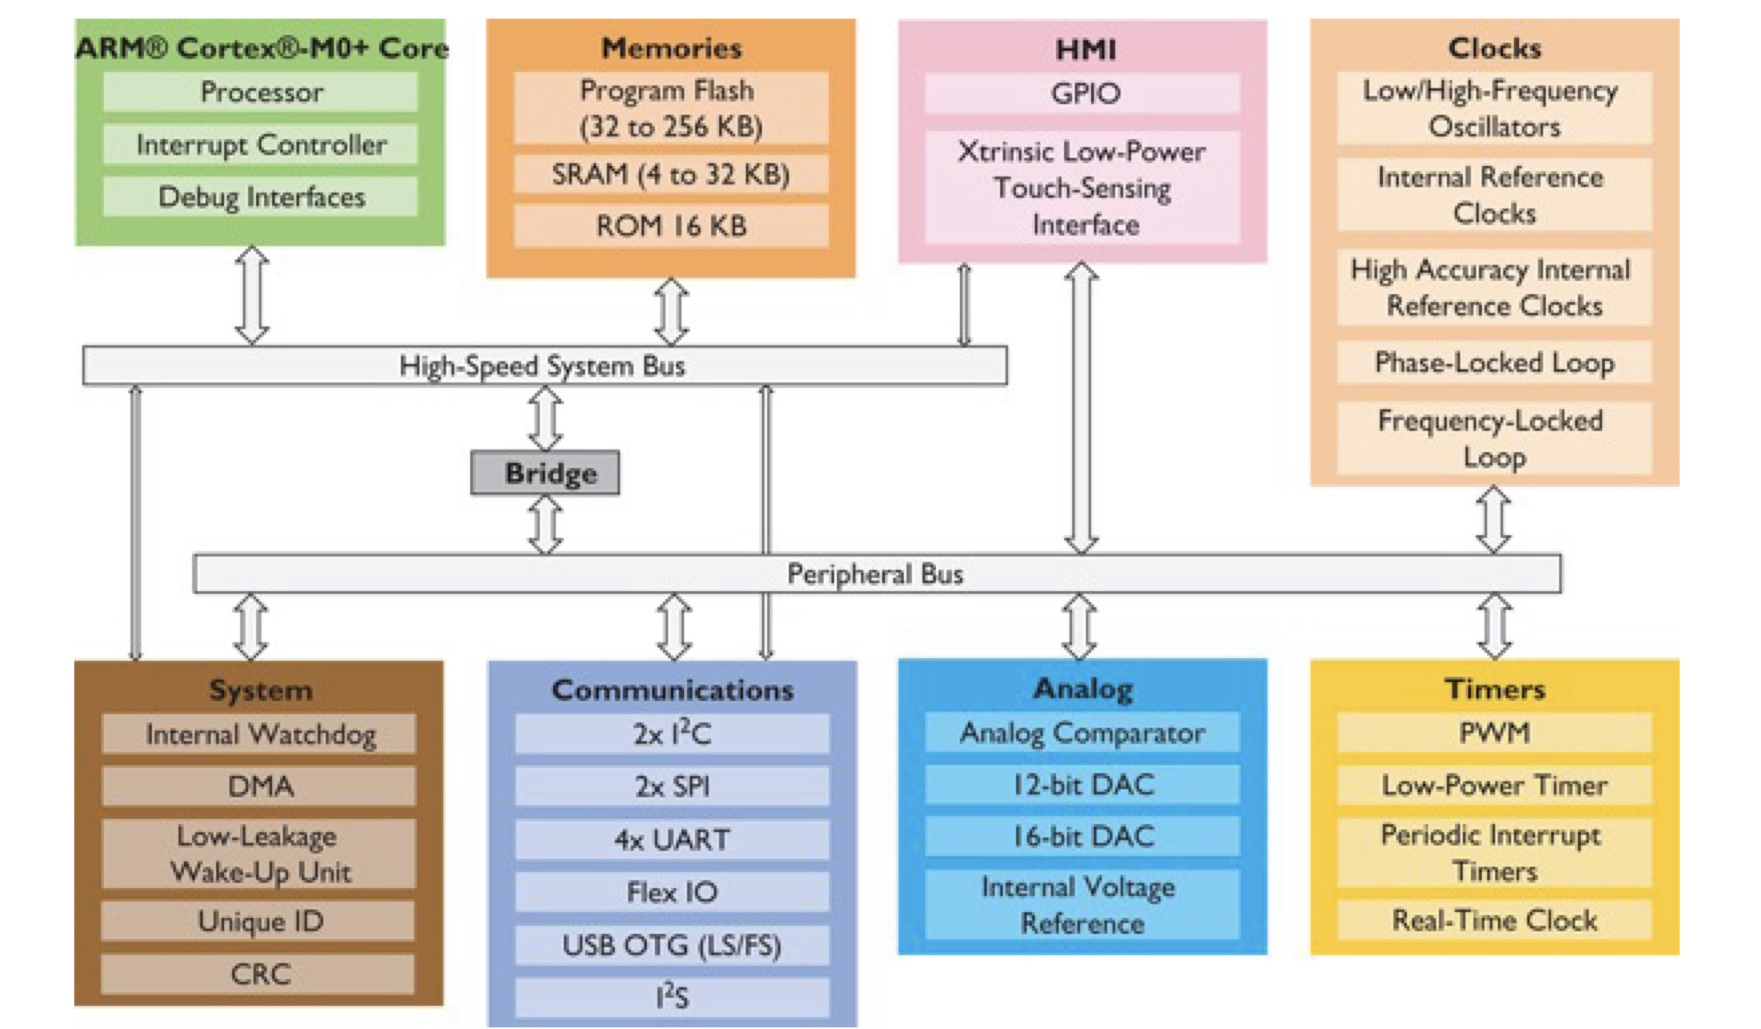 ARM® Cortex®-M0+ Core
Processor
Interrupt Controller
Debug Interfaces
Memories
Program Flash
(32 to 256 KB)
SRAM (4 to 32 KB)
ROM 16 KB
HMI
GPIO
Xtrinsic Low-Power
Touch-Sensing
Interface
Clocks
Low/High-Frequency
Oscillators
Internal Reference
Clocks
High Accuracy Internal
Reference Clocks
Phase-Locked Loop
Frequency-Locked
Loop
High-Speed System Bus
Bridge
Peripheral Bus
System
Internal Watchdog
DMA
Low-Leakage
Wake-Up Unit
Unique ID
CRC
Communications
2x I²C
2x SPI
4x UART
Flex IO
USB OTG (LS/FS)
I²S
Analog
Analog Comparator
12-bit DAC
16-bit DAC
Internal Voltage
Reference
Timers
PWM
Low-Power Timer
Periodic Interrupt
Timers
Real-Time Clock